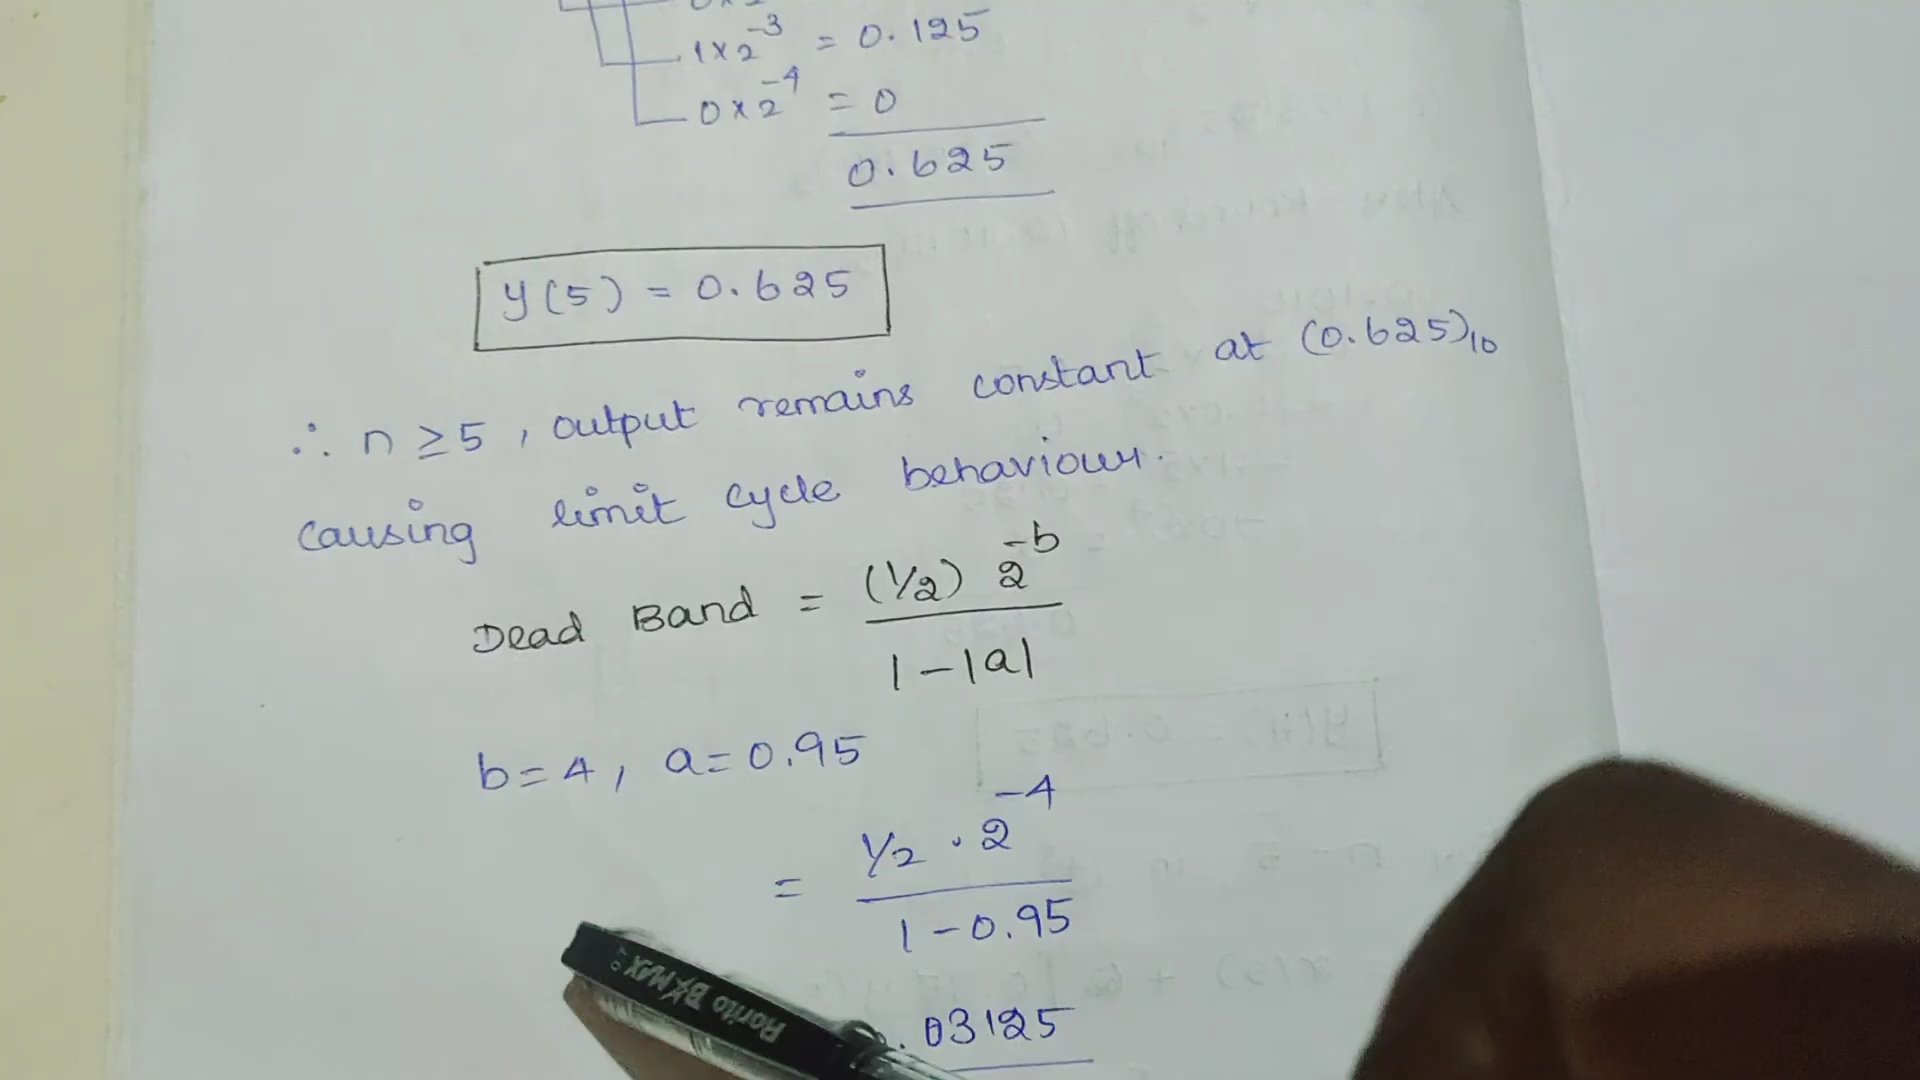 1×2⁻³ = 0.125
0×2⁻⁴ = 0
0.625
y(5) = 0.625
∴ n ≥ 5, output remains constant at (0.625)₁₀
causing limit cycle behaviour.
Dead Band = (1/2) 2⁻ᵇ / 1-|a|
b=4, a=0.95
= 1/2 · 2⁻⁴ / 1-0.95
.03125
Rorito B⚡MAX